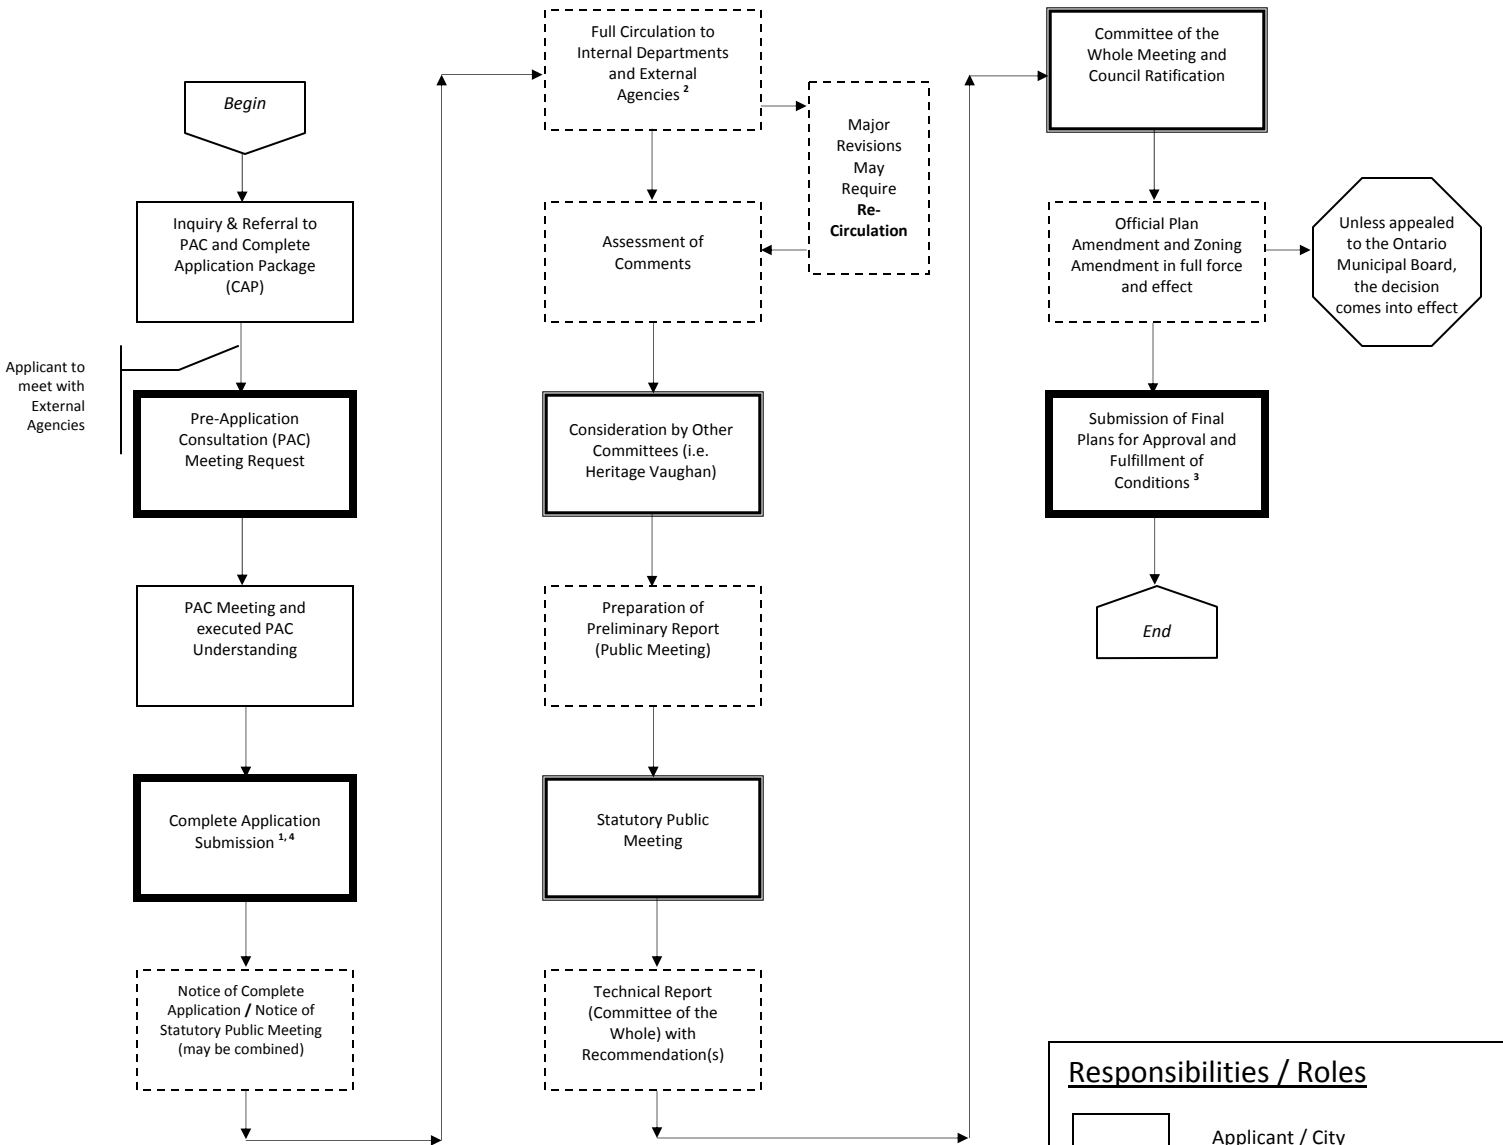 Begin
Inquiry & Referral to
PAC and Complete
Application Package
(CAP)
Applicant to
meet with
External
Agencies
Pre-Application
Consultation (PAC)
Meeting Request
PAC Meeting and
executed PAC
Understanding
Complete Application
Submission 1, 4
Notice of Complete
Application / Notice of
Statutory Public Meeting
(may be combined)
Full Circulation to
Internal Departments
and External
Agencies 2
Major
Revisions
May
Require
Re-
Circulation
Assessment of
Comments
Consideration by Other
Committees (i.e.
Heritage Vaughan)
Preparation of
Preliminary Report
(Public Meeting)
Statutory Public
Meeting
Technical Report
(Committee of the
Whole) with
Recommendation(s)
Committee of the
Whole Meeting and
Council Ratification
Official Plan
Amendment and Zoning
Amendment in full force
and effect
Unless appealed
to the Ontario
Municipal Board,
the decision
comes into effect
Submission of Final
Plans for Approval and
Fulfillment of
Conditions 3
End
Responsibilities / Roles
Applicant / City